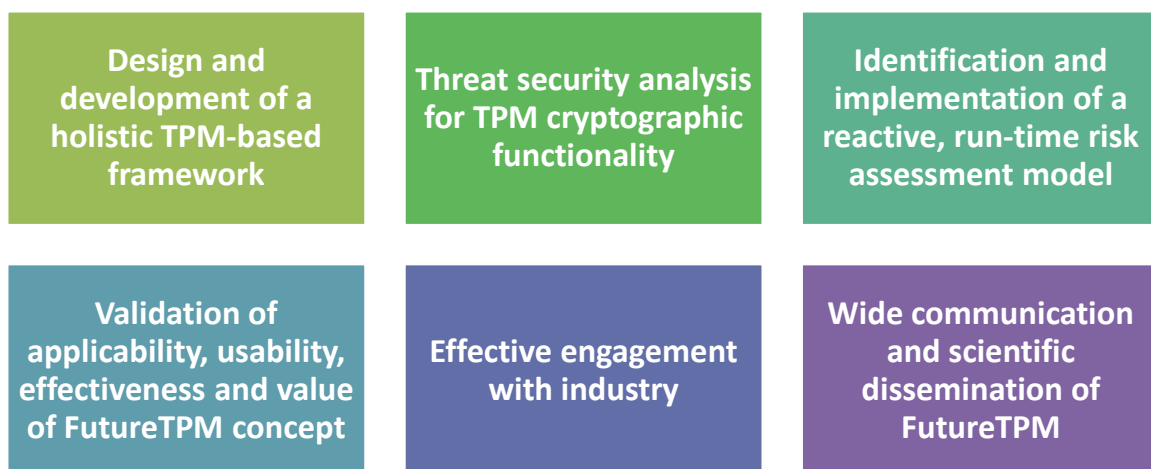 Design and
development of a
holistic TPM-based
framework
Threat security analysis
for TPM cryptographic
functionality
Identification and
implementation of a
reactive, run-time risk
assessment model
Validation of
applicability, usability,
effectiveness and value
of FutureTPM concept
Effective engagement
with industry
Wide communication
and scientific
dissemination of
FutureTPM